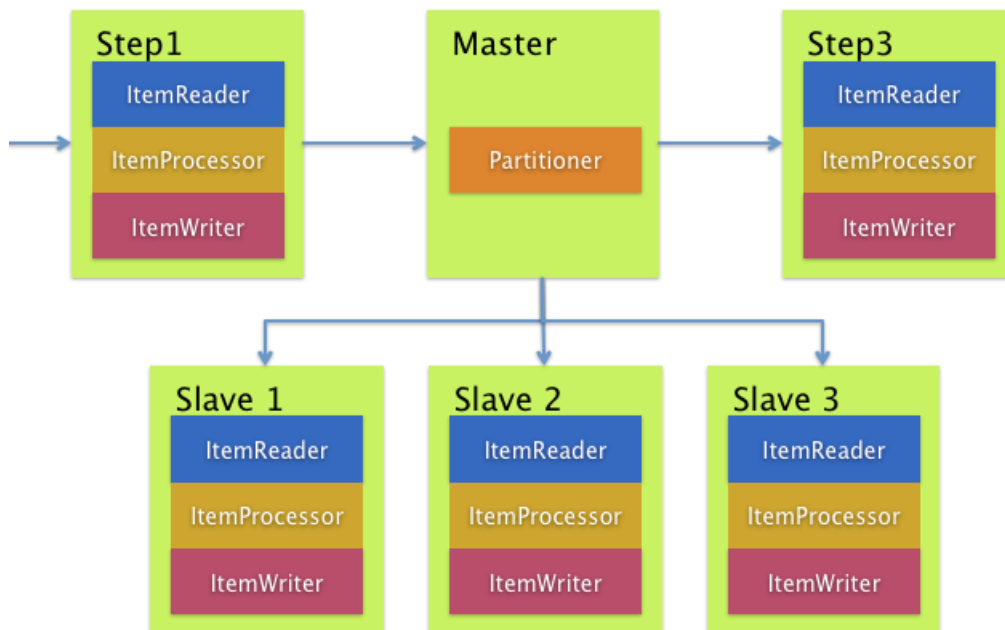 Step1
ItemReader
ItemProcessor
ItemWriter
Master
Partitioner
Step3
ItemReader
ItemProcessor
ItemWriter
Slave 1
ItemReader
ItemProcessor
ItemWriter
Slave 2
ItemReader
ItemProcessor
ItemWriter
Slave 3
ItemReader
ItemProcessor
ItemWriter